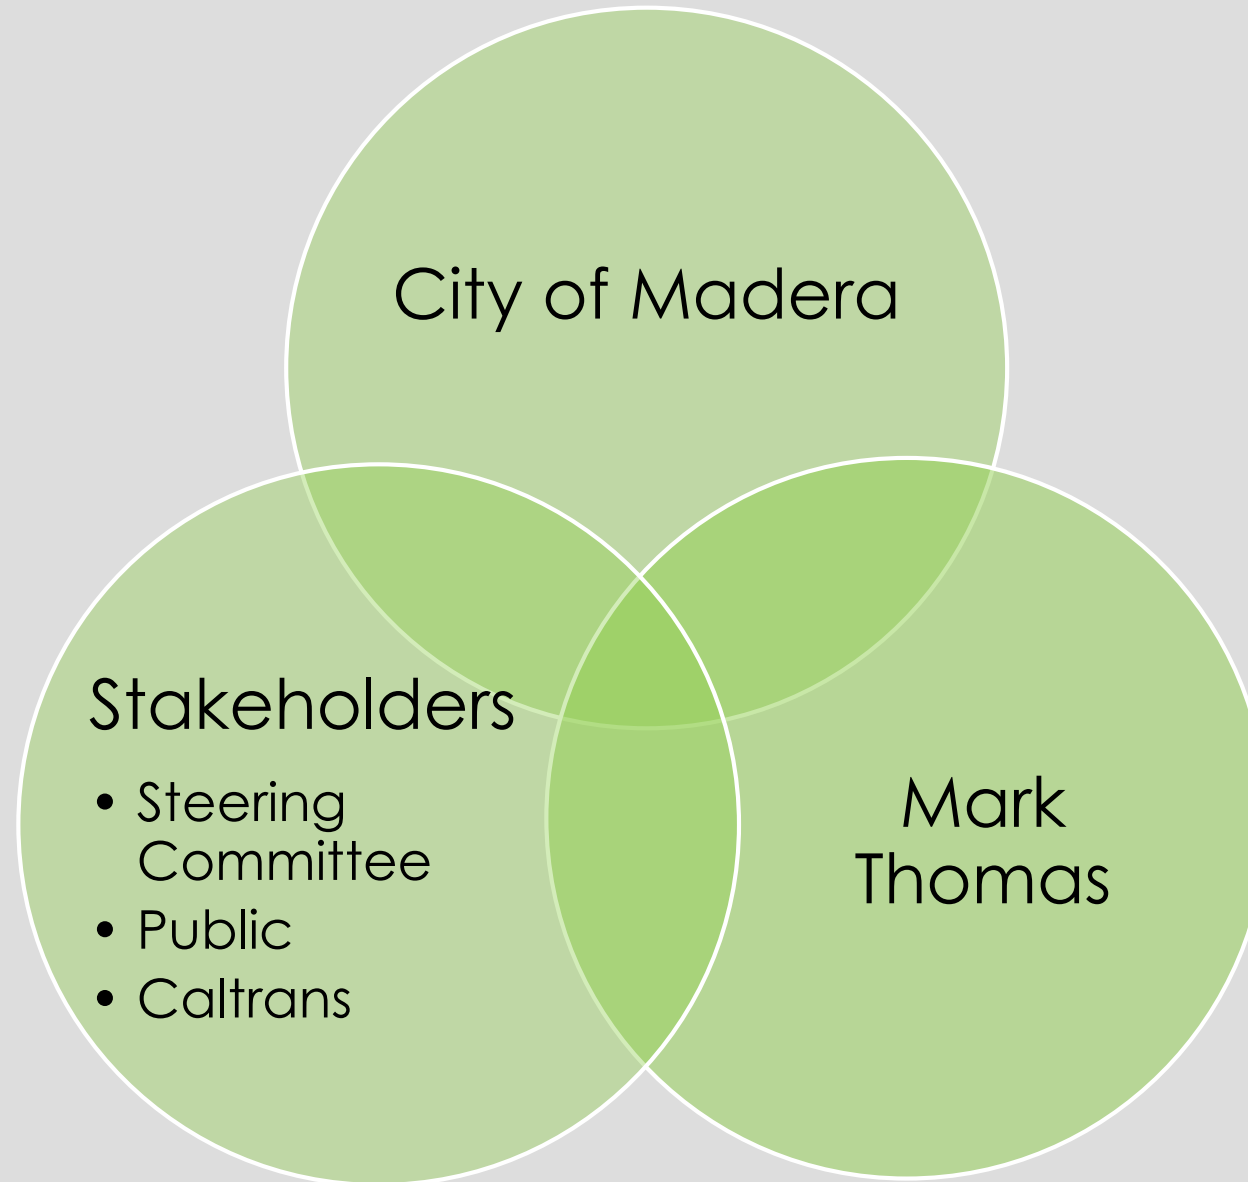 City of Madera
Stakeholders
• Steering
Committee
• Public
• Caltrans
Mark
Thomas